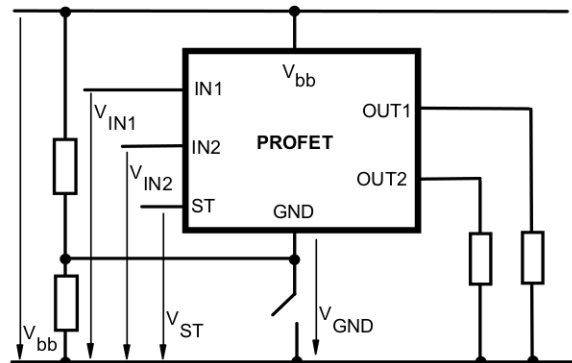 V bb
IN1
V IN1
OUT1
IN2
PROFET
V IN2
OUT2
ST
GND
V bb
V ST
V GND